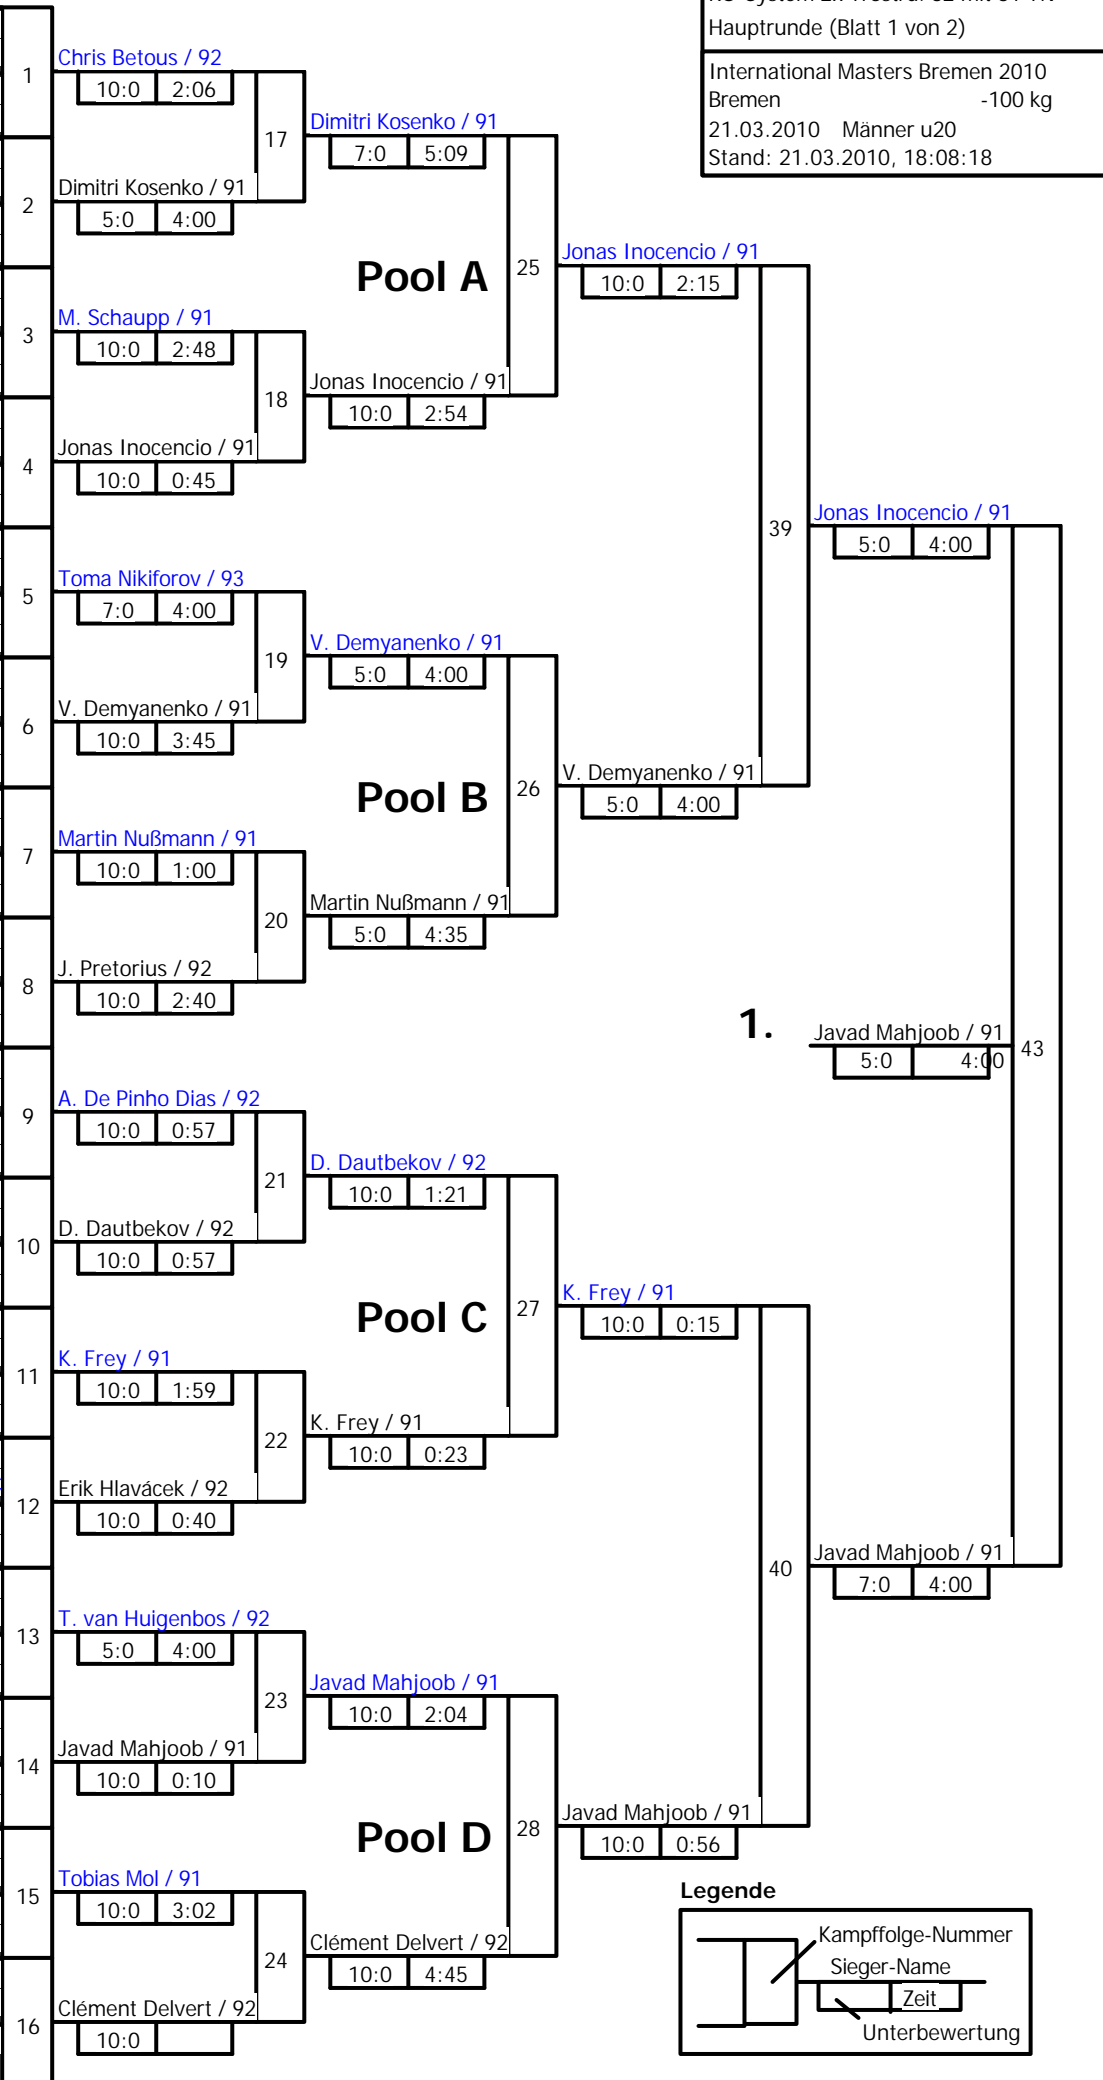 Hauptrunde (Blatt 1 von 2)
International Masters Bremen 2010
Bremen -100 kg
21.03.2010 Männer u20
Stand: 21.03.2010, 18:08:18
1
Chris Betous / 92
10:0 2:06
17
Dimitri Kosenko / 91
7:0 5:09
2
Dimitri Kosenko / 91
5:0 4:00
Pool A
25
Jonas Inocencio / 91
10:0 2:15
3
M. Schaupp / 91
10:0 2:48
18
Jonas Inocencio / 91
10:0 2:54
4
Jonas Inocencio / 91
10:0 0:45
39
Jonas Inocencio / 91
5:0 4:00
5
Toma Nikiforov / 93
7:0 4:00
19
V. Demyanenko / 91
5:0 4:00
6
V. Demyanenko / 91
10:0 3:45
Pool B
26
V. Demyanenko / 91
5:0 4:00
7
Martin Nußmann / 91
10:0 1:00
20
Martin Nußmann / 91
5:0 4:35
8
J. Pretorius / 92
10:0 2:40
1.
Javad Mahjoob / 91
5:0 4:00
43
9
A. De Pinho Dias / 92
10:0 0:57
21
D. Dautbekov / 92
10:0 1:21
10
D. Dautbekov / 92
10:0 0:57
Pool C
27
K. Frey / 91
10:0 0:15
11
K. Frey / 91
10:0 1:59
22
K. Frey / 91
10:0 0:23
12
Erik Hlavácek / 92
10:0 0:40
40
Javad Mahjoob / 91
7:0 4:00
13
T. van Huigenbos / 92
5:0 4:00
23
Javad Mahjoob / 91
10:0 2:04
14
Javad Mahjoob / 91
10:0 0:10
Pool D
28
Javad Mahjoob / 91
10:0 0:56
15
Tobias Mol / 91
10:0 3:02
24
Clément Delvert / 92
10:0 4:45
16
Clément Delvert / 92
10:0
Legende
Kampffolge-Nummer
Sieger-Name
Zeit
Unterbewertung